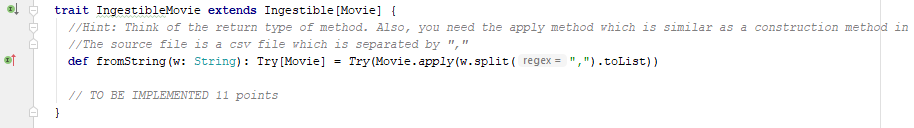 trait IngestibleMovie extends Ingestible[Movie] {
//Hint: Think of the return type of method. Also, you need the apply method which is similar as a construction method in
//The source file is a csv file which is separated by ","
def fromString(w: String): Try[Movie] = Try(Movie.apply(w.split( regex = ",").toList))
// TO BE IMPLEMENTED 11 points
}